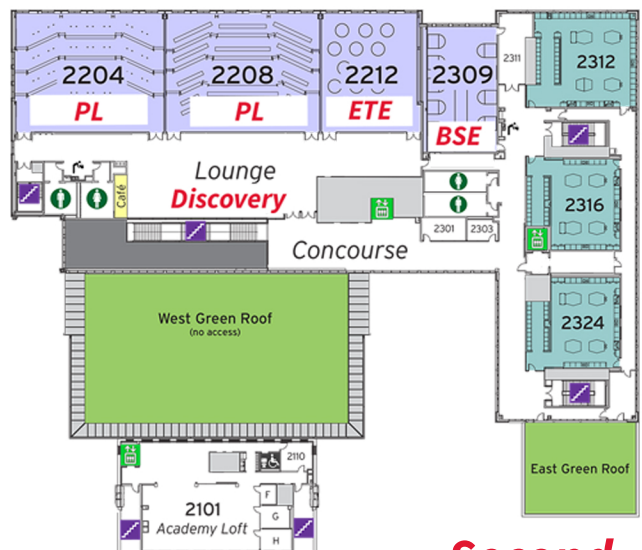 2204
PL
2208
PL
2212
ETE
2309
BSE
2311
2312
Lounge
Discovery
Café
2301
2303
2316
Concourse
2324
West Green Roof
(no access)
East Green Roof
2110
2101
Academy Loft
F
G
H
Second